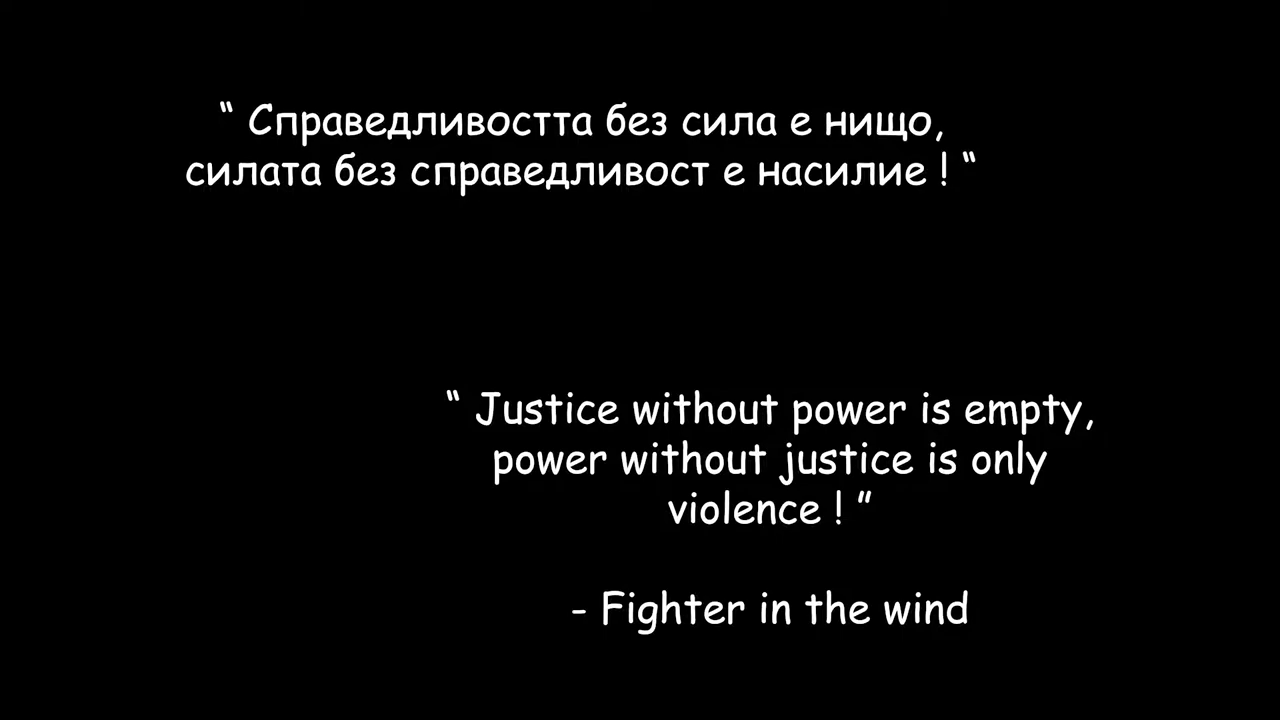 “ Справедливостта без сила е нищо,
силата без справедливост е насилие ! “
“ Justice without power is empty,
power without justice is only
violence ! ”
- Fighter in the wind